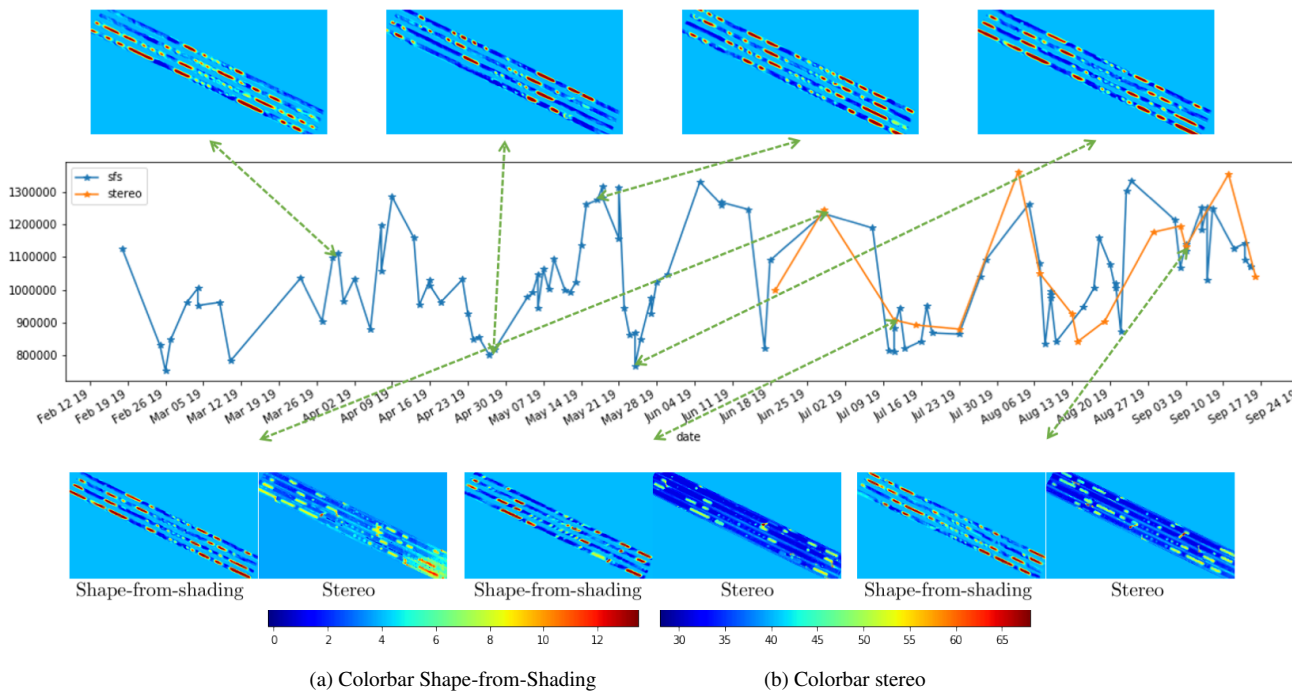 sfs
stereo
1300000
1200000
1100000
1000000
900000
800000
Feb 12 19
Feb 19 19
Feb 26 19
Mar 05 19
Mar 12 19
Mar 19 19
Mar 26 19
Apr 02 19
Apr 09 19
Apr 16 19
Apr 23 19
Apr 30 19
May 07 19
May 14 19
May 21 19
May 28 19
Jun 04 19
Jun 11 19
Jun 18 19
Jun 25 19
Jul 02 19
Jul 09 19
Jul 16 19
Jul 23 19
Jul 30 19
Aug 06 19
Aug 13 19
Aug 20 19
Aug 27 19
Sep 03 19
Sep 10 19
Sep 17 19
Sep 24 19
date
Shape-from-shading Stereo Shape-from-shading Stereo Shape-from-shading Stereo
0 2 4 6 8 10 12 30 35 40 45 50 55 60 65
(a) Colorbar Shape-from-Shading (b) Colorbar stereo